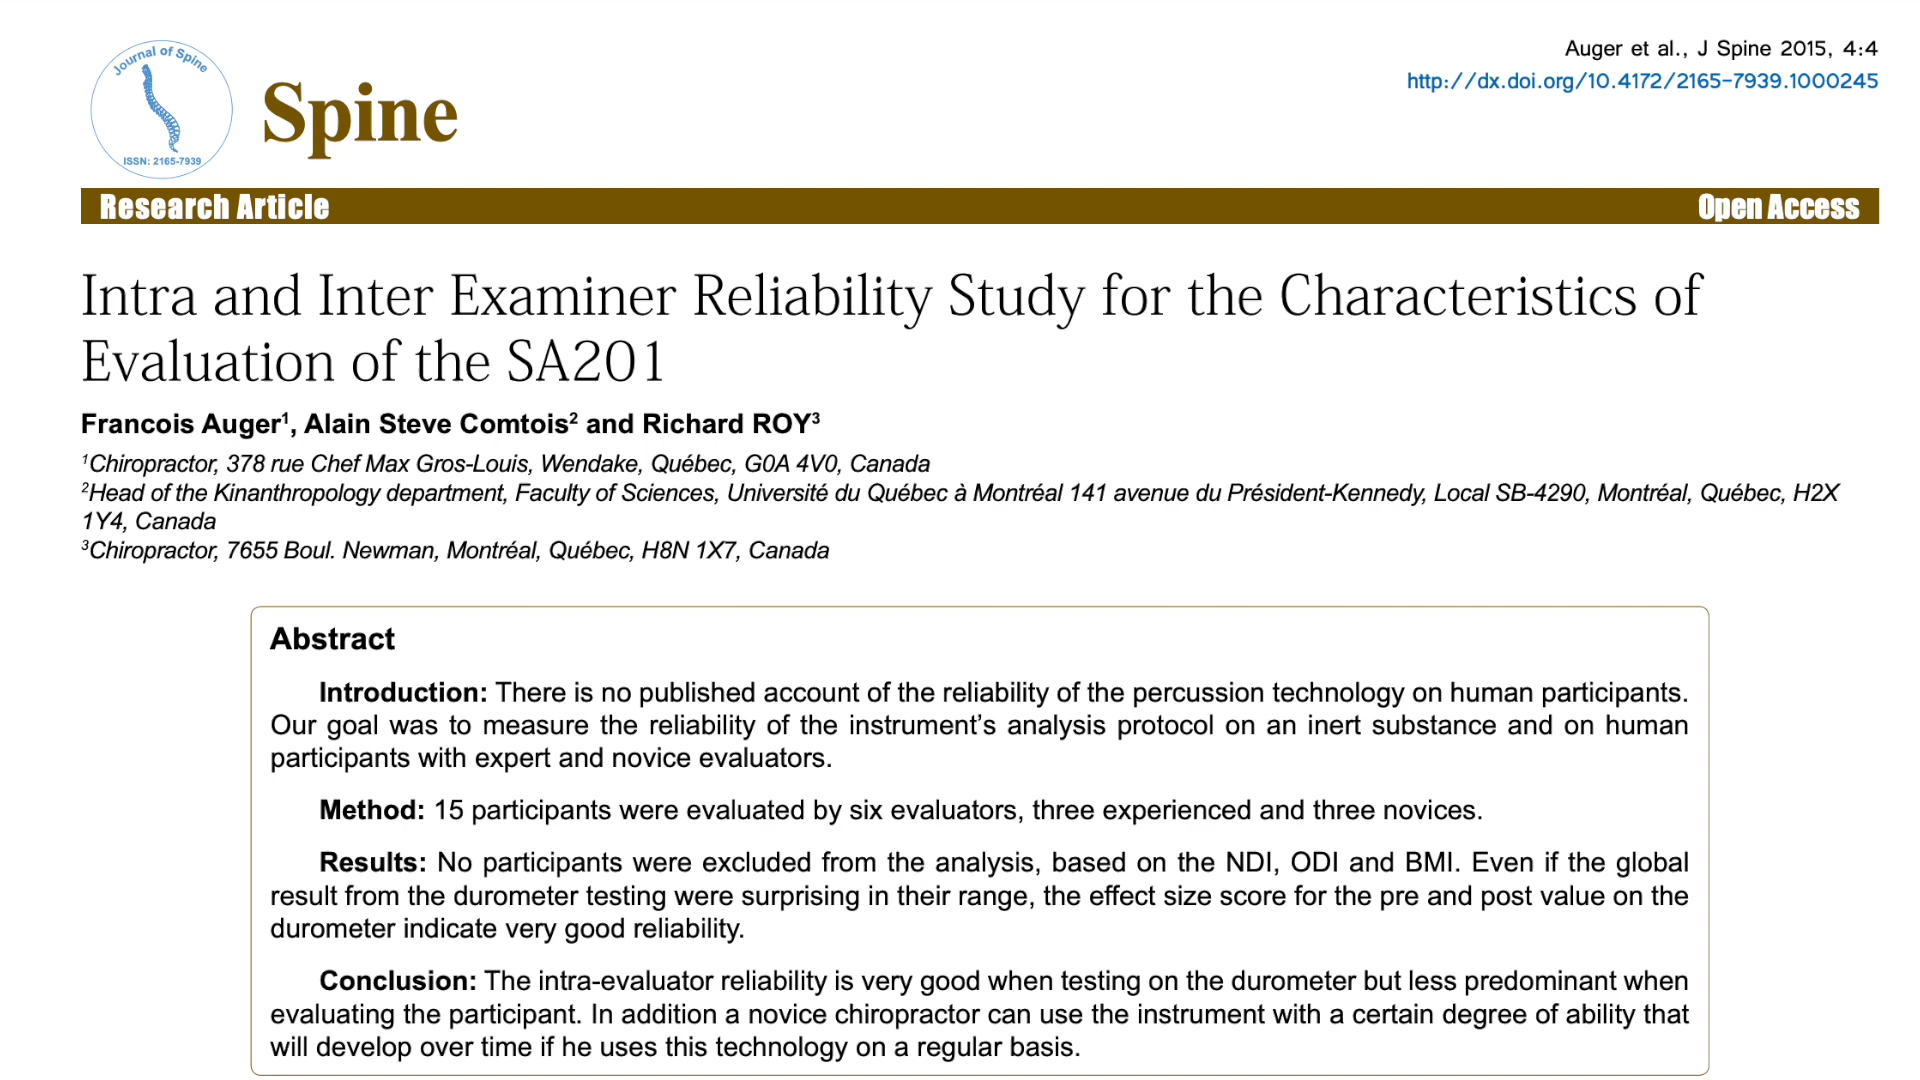 Journal of Spine
ISSN: 2165-7939
Spine
Auger et al., J Spine 2015, 4:4
http://dx.doi.org/10.4172/2165-7939.1000245
Research Article
Open Access
Intra and Inter Examiner Reliability Study for the Characteristics of
Evaluation of the SA201
Francois Auger¹, Alain Steve Comtois² and Richard ROY³
¹Chiropractor, 378 rue Chef Max Gros-Louis, Wendake, Québec, G0A 4V0, Canada
²Head of the Kinanthropology department, Faculty of Sciences, Université du Québec à Montréal 141 avenue du Président-Kennedy, Local SB-4290, Montréal, Québec, H2X
1Y4, Canada
³Chiropractor, 7655 Boul. Newman, Montréal, Québec, H8N 1X7, Canada
Abstract
Introduction: There is no published account of the reliability of the percussion technology on human participants.
Our goal was to measure the reliability of the instrument’s analysis protocol on an inert substance and on human
participants with expert and novice evaluators.
Method: 15 participants were evaluated by six evaluators, three experienced and three novices.
Results: No participants were excluded from the analysis, based on the NDI, ODI and BMI. Even if the global
result from the durometer testing were surprising in their range, the effect size score for the pre and post value on the
durometer indicate very good reliability.
Conclusion: The intra-evaluator reliability is very good when testing on the durometer but less predominant when
evaluating the participant. In addition a novice chiropractor can use the instrument with a certain degree of ability that
will develop over time if he uses this technology on a regular basis.